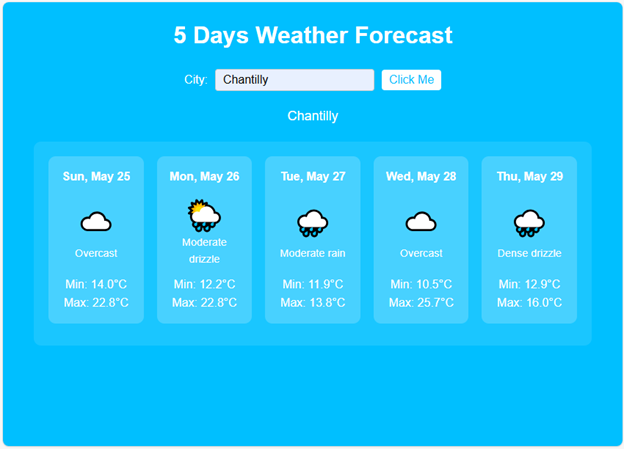 5 Days Weather Forecast
City: Chantilly Click Me
Chantilly
Sun, May 25
Overcast
Min: 14.0°C
Max: 22.8°C
Mon, May 26
Moderate
drizzle
Min: 12.2°C
Max: 22.8°C
Tue, May 27
Moderate rain
Min: 11.9°C
Max: 13.8°C
Wed, May 28
Overcast
Min: 10.5°C
Max: 25.7°C
Thu, May 29
Dense drizzle
Min: 12.9°C
Max: 16.0°C